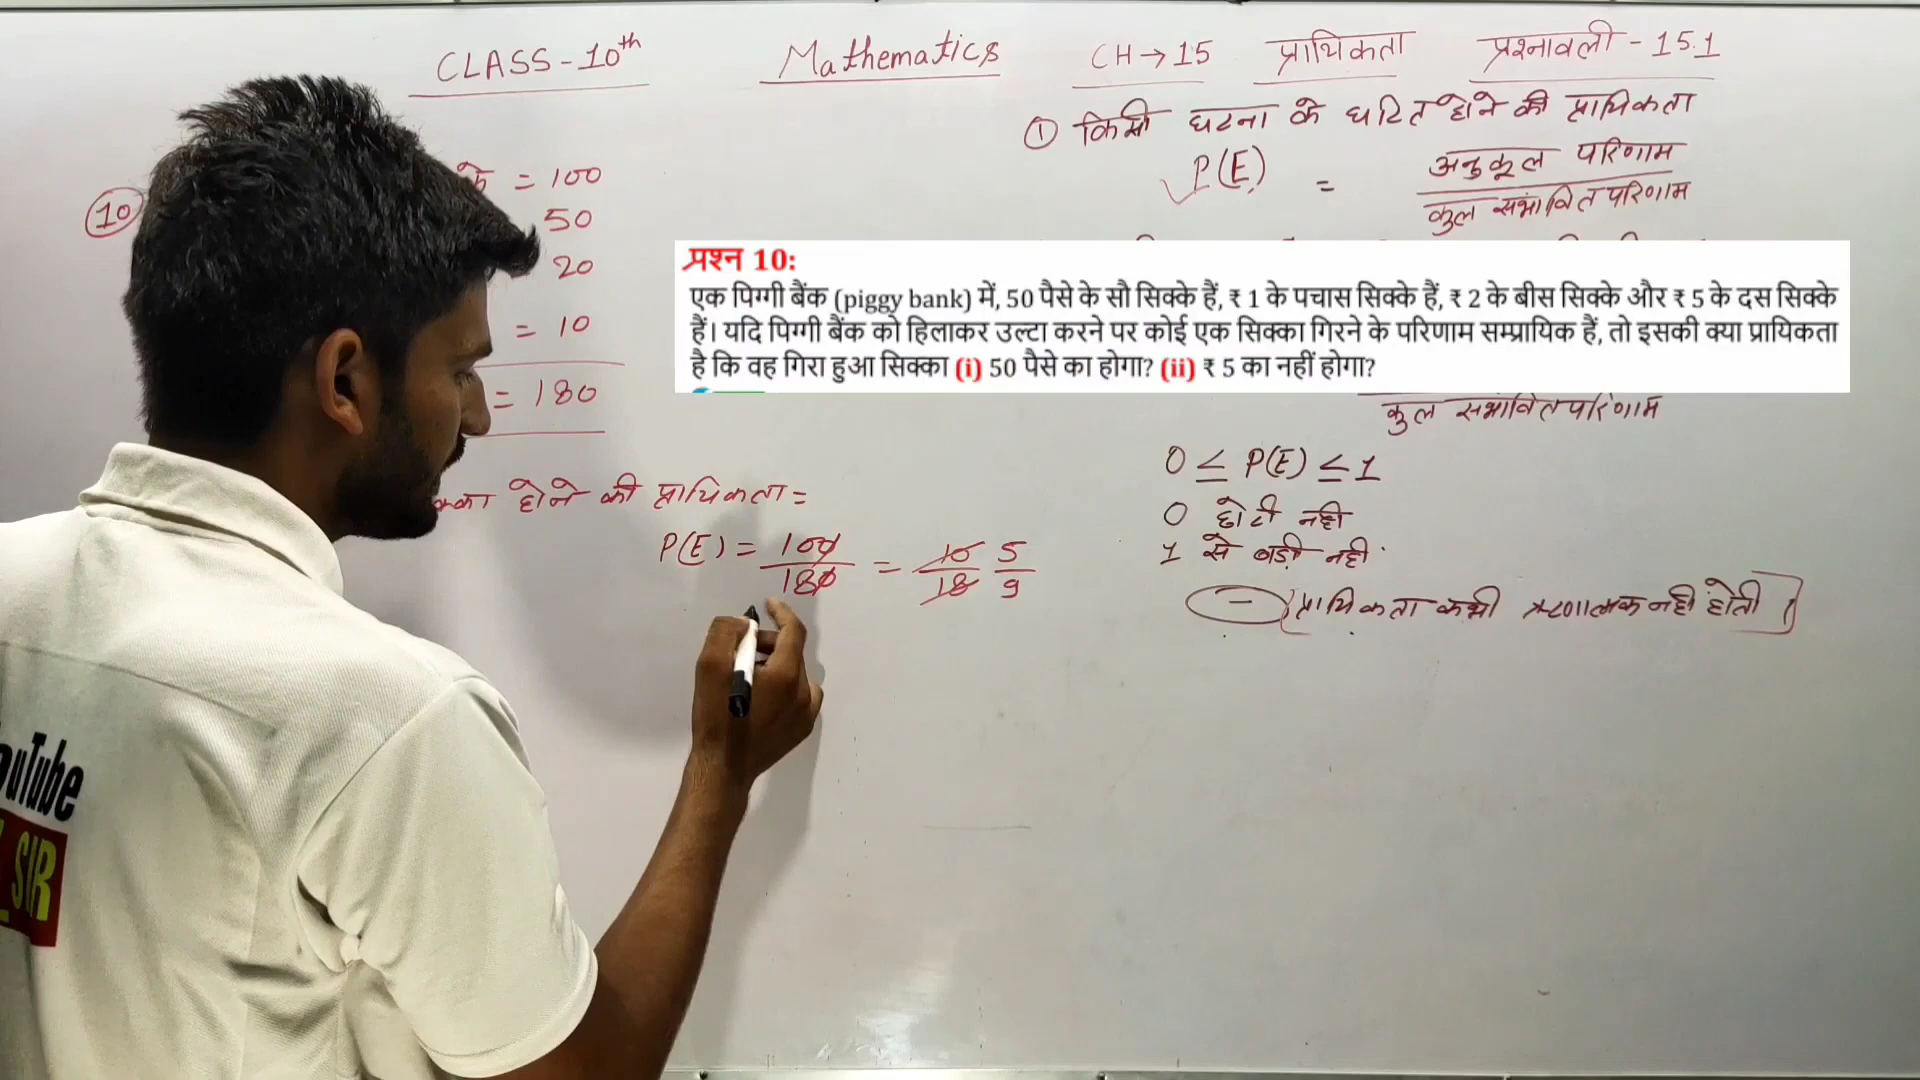 CLASS-10th Mathematics CH→15 प्रायिकता प्रश्नावली-15.1
① किसी घटना के घटित होने की प्रायिकता
P(E) = अनुकूल परिणाम
कुल संभावित परिणाम
10
के = 100
50
20
= 10
= 180
प्रश्न 10:
एक पिग्गी बैंक (piggy bank) में, 50 पैसे के सौ सिक्के हैं, ₹ 1 के पचास सिक्के हैं, ₹ 2 के बीस सिक्के और ₹ 5 के दस सिक्के
हैं। यदि पिग्गी बैंक को हिलाकर उल्टा करने पर कोई एक सिक्का गिरने के परिणाम सम्प्रायिक हैं, तो इसकी क्या प्रायिकता
है कि वह गिरा हुआ सिक्का (i) 50 पैसे का होगा? (ii) ₹ 5 का नहीं होगा?
कुल संभावित परिणाम
होने की प्रायिकता =
P(E) = 100/180 = 10/18 5/9
0 ≤ P(E) ≤ 1
0 छोटी नहीं
1 से बड़ी नहीं
− [प्रायिकता कभी ऋणात्मक नहीं होती]
YouTube
SIR